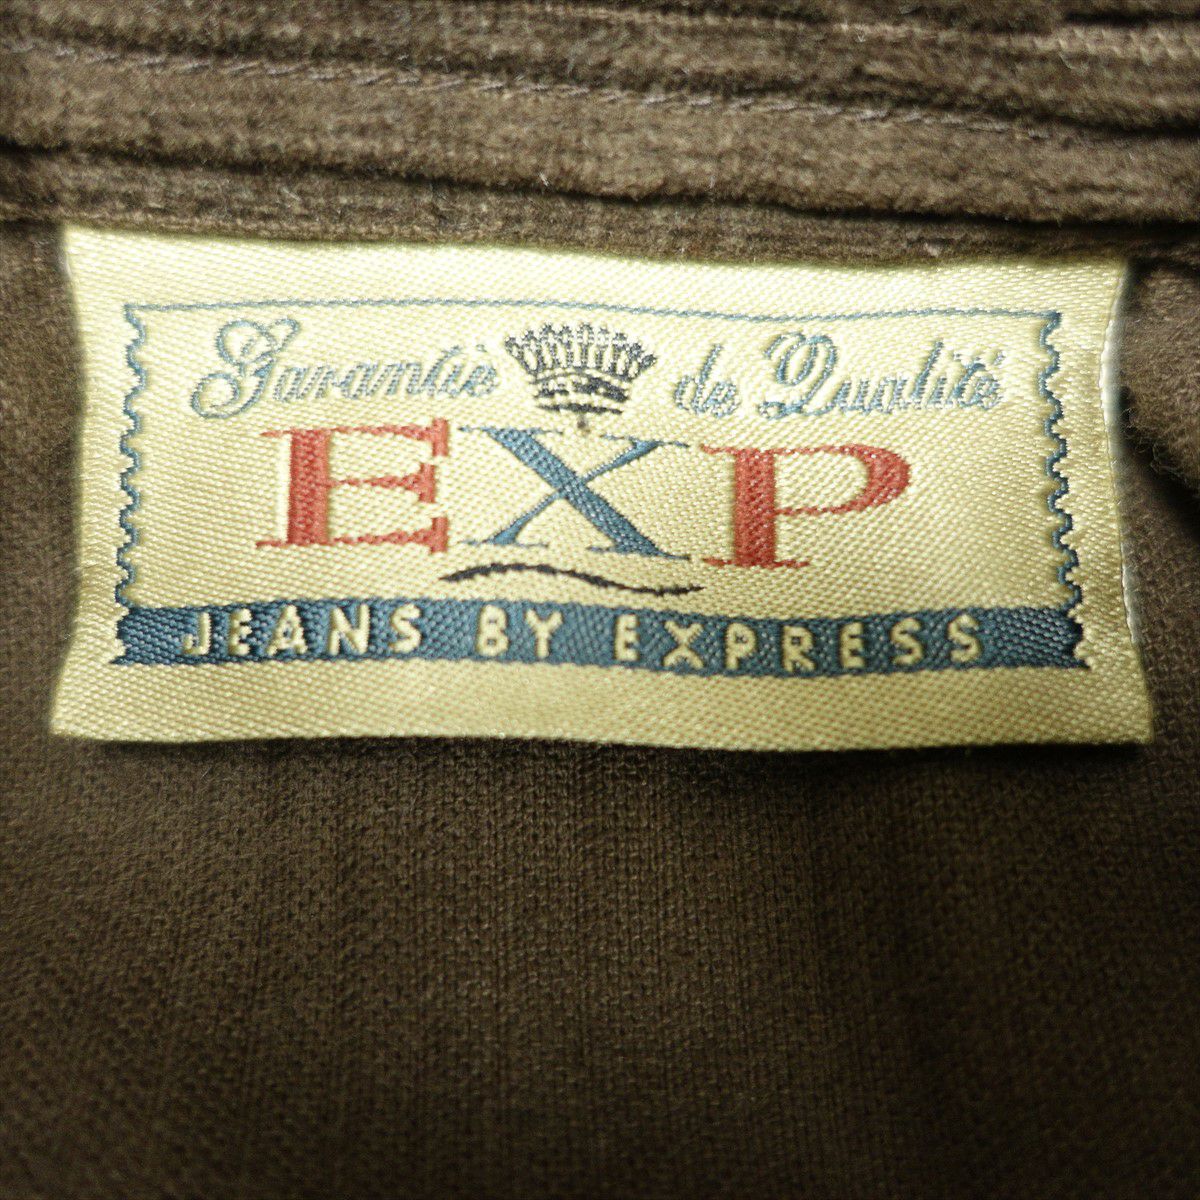 Garantie de Qualité
EXP
JEANS BY EXPRESS